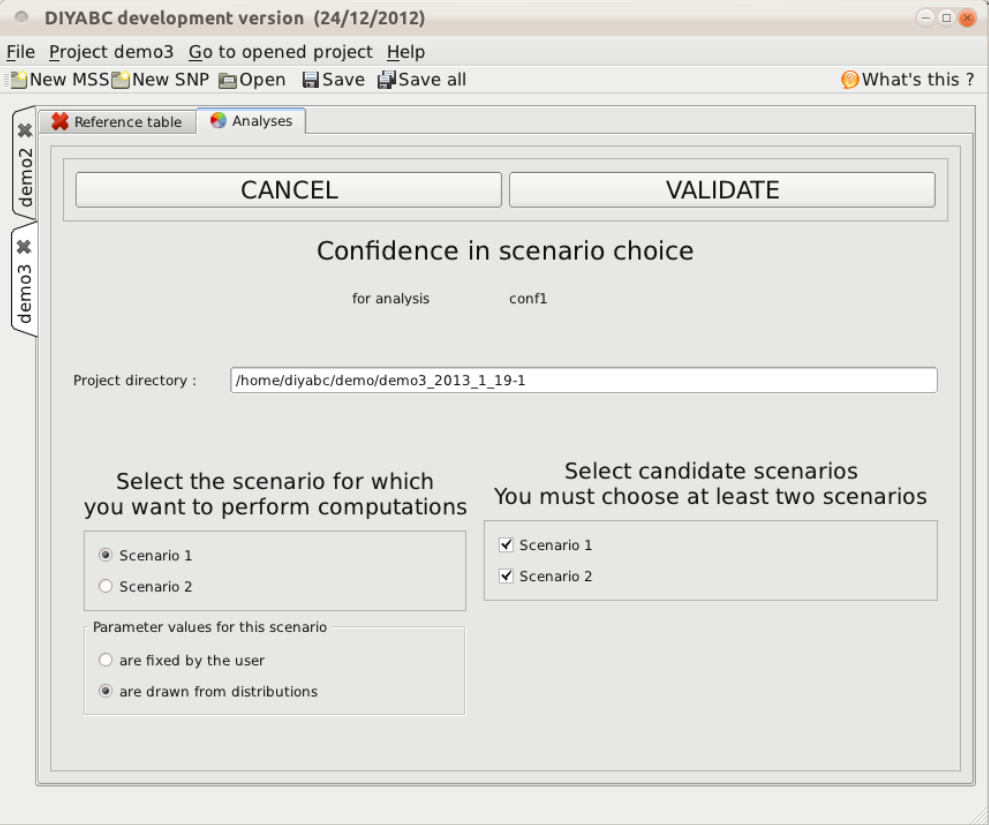 DIYABC development version (24/12/2012)
File Project demo3 Go to opened project Help
New MSS New SNP Open Save Save all What's this ?
demo2
demo3
Reference table Analyses
CANCEL VALIDATE
Confidence in scenario choice
for analysis conf1
Project directory : /home/diyabc/demo/demo3_2013_1_19-1
Select the scenario for which
you want to perform computations
Scenario 1
Scenario 2
Parameter values for this scenario
are fixed by the user
are drawn from distributions
Select candidate scenarios
You must choose at least two scenarios
Scenario 1
Scenario 2